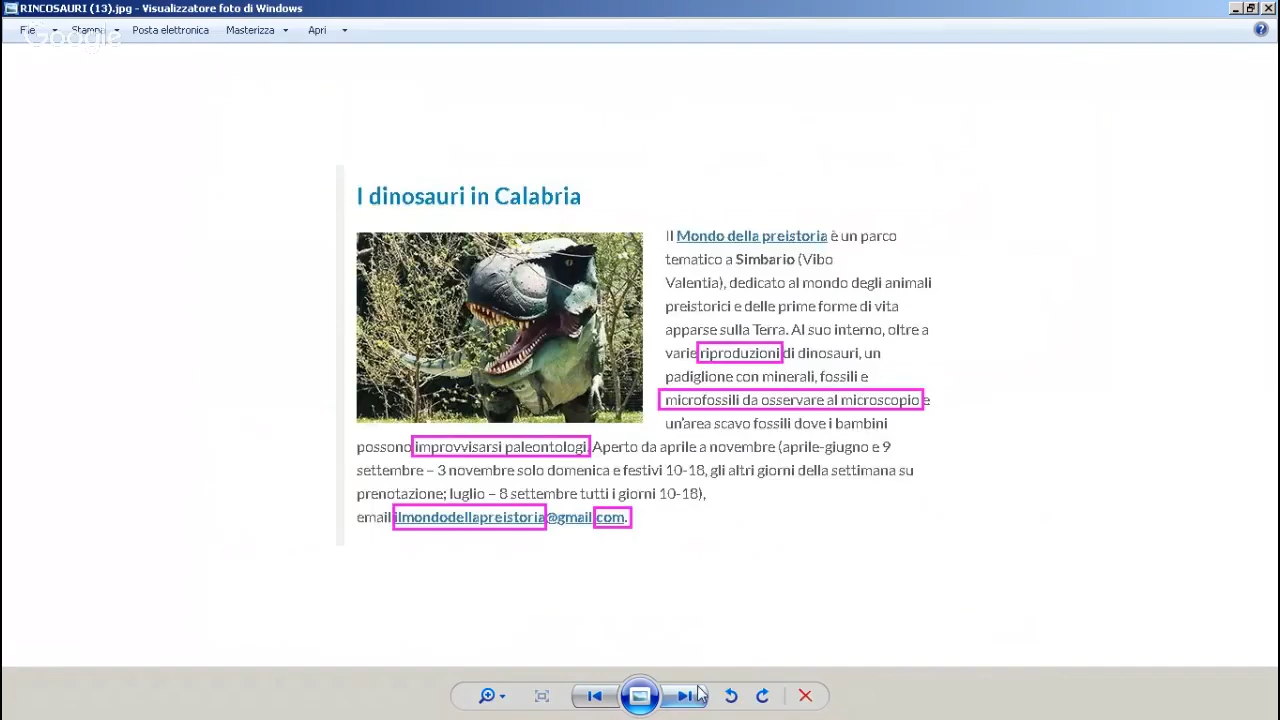 RINCOSAURI (13).jpg - Visualizzatore foto di Windows
File Stampa Posta elettronica Masterizza Apri
Google
I dinosauri in Calabria
Il Mondo della preistoria è un parco
tematico a Simbario (Vibo
Valentia), dedicato al mondo degli animali
preistorici e delle prime forme di vita
apparse sulla Terra. Al suo interno, oltre a
varie riproduzioni di dinosauri, un
padiglione con minerali, fossili e
microfossili da osservare al microscopio e
un'area scavo fossili dove i bambini
possono improvvisarsi paleontologi. Aperto da aprile a novembre (aprile-giugno e 9
settembre – 3 novembre solo domenica e festivi 10-18, gli altri giorni della settimana su
prenotazione; luglio – 8 settembre tutti i giorni 10-18),
email ilmondodellapreistoria@gmail.com.